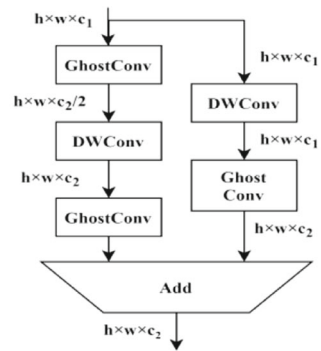 h×w×c₁
h×w×c₁
GhostConv
DWConv
h×w×c₂/2
h×w×c₁
DWConv
Ghost
Conv
h×w×c₂
GhostConv
h×w×c₂
Add
h×w×c₂